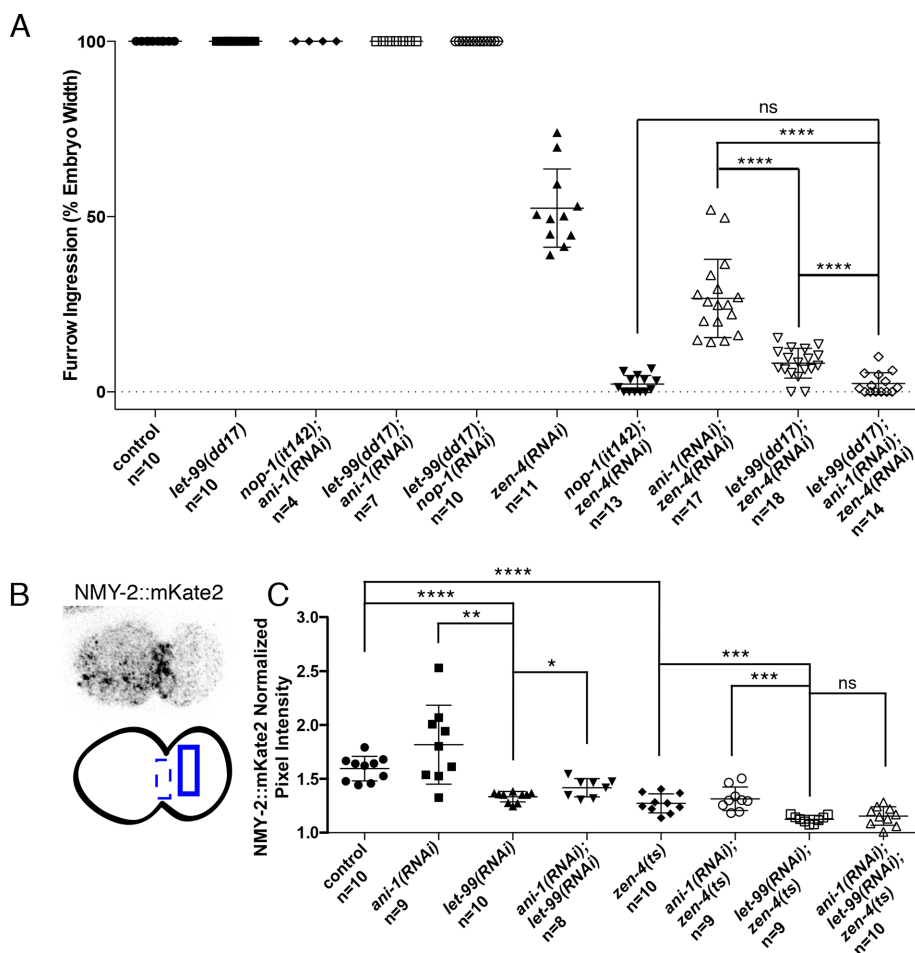 A
Furrow Ingression (% Embryo Width)
100
50
0
ns
****
****
****
control
n=10
let-99(dd17)
n=10
nop-1(it142);
ani-1(RNAi)
n=4
let-99(dd17);
ani-1(RNAi)
n=7
let-99(dd17);
nop-1(RNAi)
n=10
zen-4(RNAi)
n=11
nop-1(it142);
zen-4(RNAi)
n=13
ani-1(RNAi);
zen-4(RNAi)
n=17
let-99(dd17);
zen-4(RNAi)
n=18
let-99(dd17);
ani-1(RNAi);
zen-4(RNAi)
n=14
B
NMY-2::mKate2
C
NMY-2::mKate2 Normalized
Pixel Intensity
3.0
2.5
2.0
1.5
1.0
****
****
**
*
***
***
ns
control
n=10
ani-1(RNAi)
n=9
let-99(RNAi)
n=10
ani-1(RNAi);
let-99(RNAi)
n=8
zen-4(ts)
n=10
ani-1(RNAi);
zen-4(ts)
n=9
let-99(RNAi);
zen-4(ts)
n=9
ani-1(RNAi);
let-99(RNAi);
zen-4(ts)
n=10